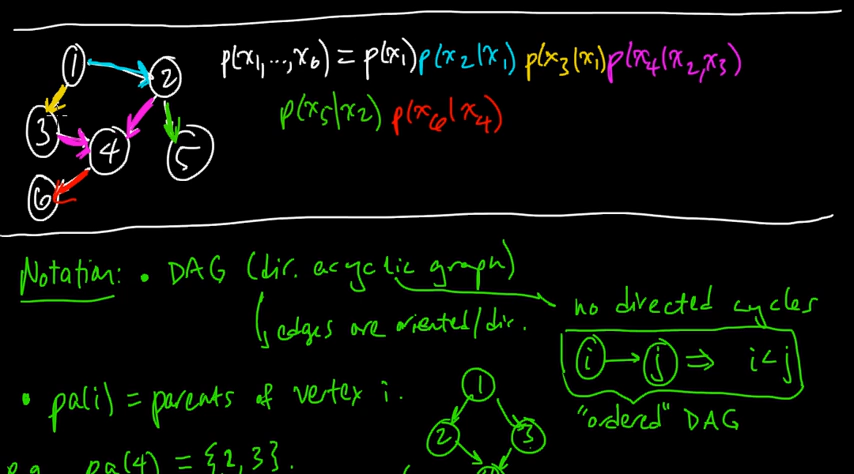 1
2
3
4
5
6
p(x₁,...,x₆) = p(x₁) p(x₂|x₁) p(x₃|x₁) p(x₄|x₂,x₃)
p(x₅|x₂) p(x₆|x₄)
Notation: • DAG (dir. acyclic graph)
no directed cycles
edges are oriented/dir.
i → j ⇒ i<j
"ordered" DAG
• pa(i) = parents of vertex i.
1
2
3
pa(4) = {2,3}.